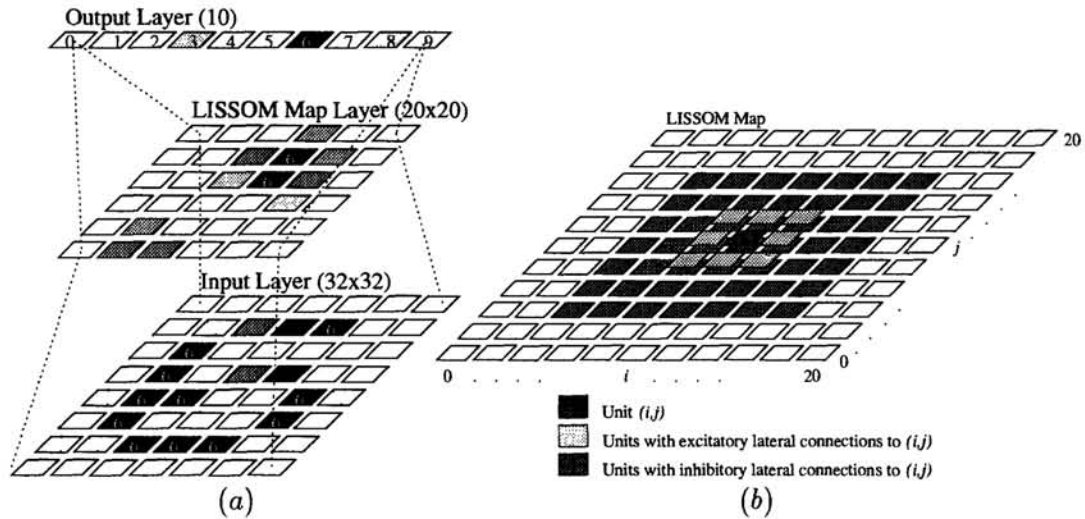 Output Layer (10)
0 1 2 3 4 5 6 7 8 9
LISSOM Map Layer (20x20)
Input Layer (32x32)
(a)
LISSOM Map
20
j
0
0 . . . . . i . . . . . 20
Unit (i,j)
Units with excitatory lateral connections to (i,j)
Units with inhibitory lateral connections to (i,j)
(b)